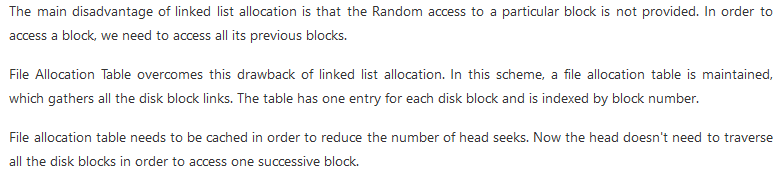 The main disadvantage of linked list allocation is that the Random access to a particular block is not provided. In order to
access a block, we need to access all its previous blocks.
File Allocation Table overcomes this drawback of linked list allocation. In this scheme, a file allocation table is maintained,
which gathers all the disk block links. The table has one entry for each disk block and is indexed by block number.
File allocation table needs to be cached in order to reduce the number of head seeks. Now the head doesn't need to traverse
all the disk blocks in order to access one successive block.